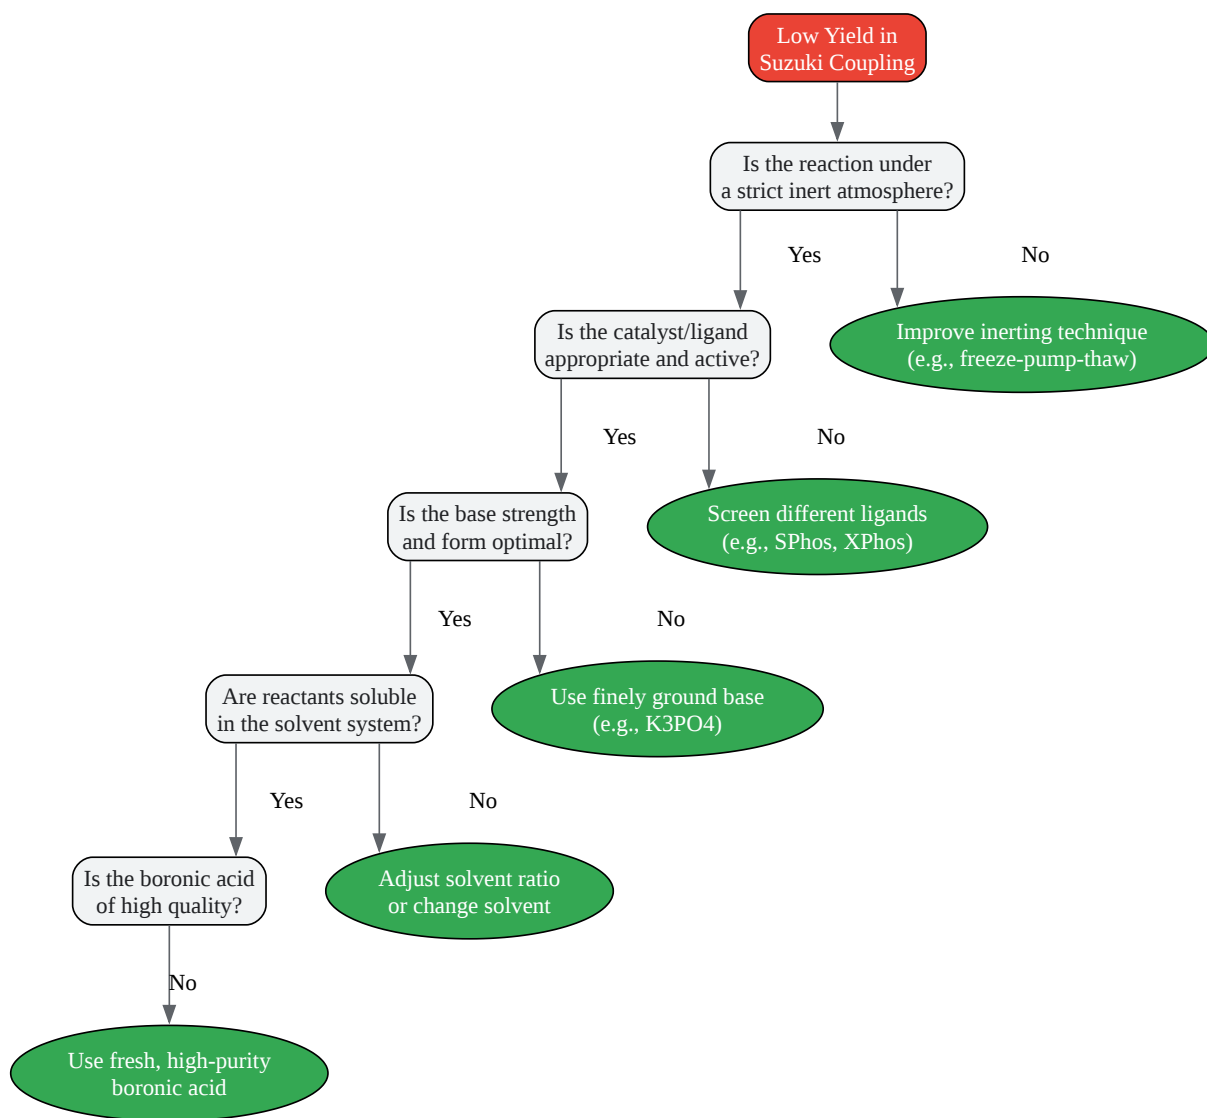 Low Yield in
Suzuki Coupling
Is the reaction under
a strict inert atmosphere?
Yes
No
Is the catalyst/ligand
appropriate and active?
Improve inerting technique
(e.g., freeze-pump-thaw)
Yes
No
Is the base strength
and form optimal?
Screen different ligands
(e.g., SPhos, XPhos)
Yes
No
Are reactants soluble
in the solvent system?
Use finely ground base
(e.g., K3PO4)
Yes
No
Is the boronic acid
of high quality?
Adjust solvent ratio
or change solvent
No
Use fresh, high-purity
boronic acid